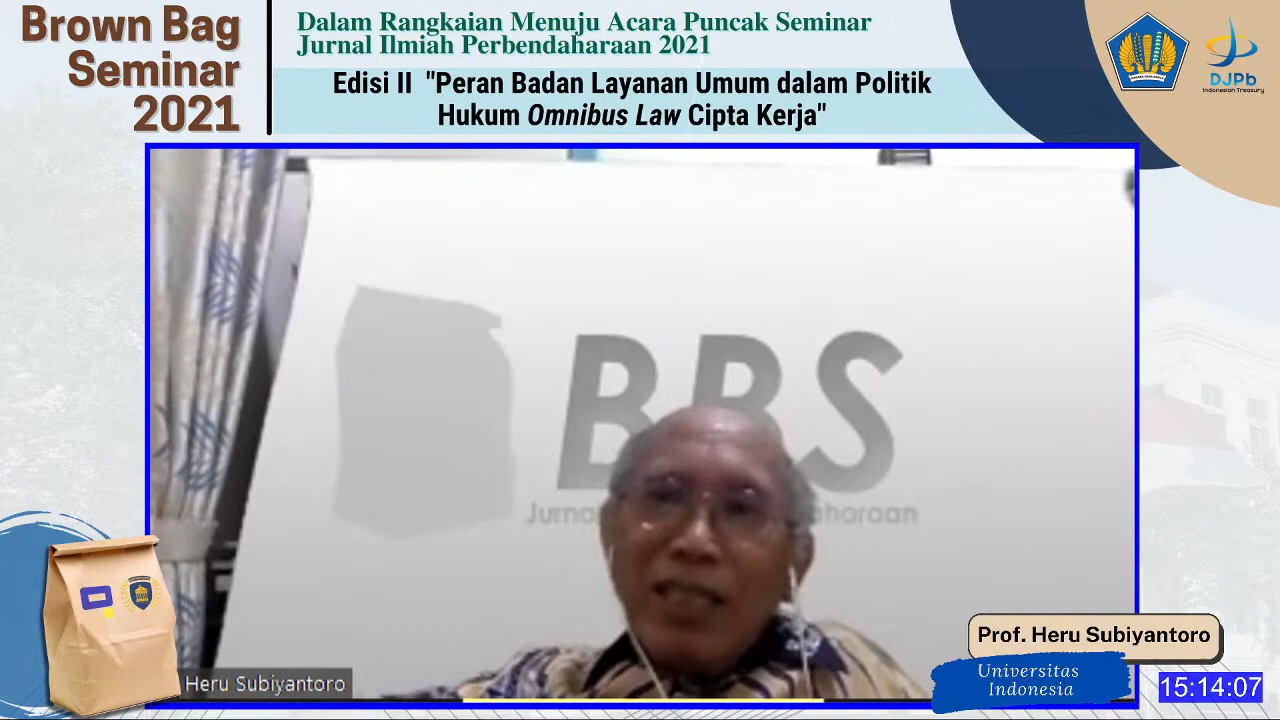 Brown Bag
Seminar
2021
Dalam Rangkaian Menuju Acara Puncak Seminar
Jurnal Ilmiah Perbendaharaan 2021
Edisi II "Peran Badan Layanan Umum dalam Politik
Hukum Omnibus Law Cipta Kerja"
DJPb
Indonesian Treasury
BBS
Heru Subiyantoro
Prof. Heru Subiyantoro
Universitas
Indonesia
15:14:07